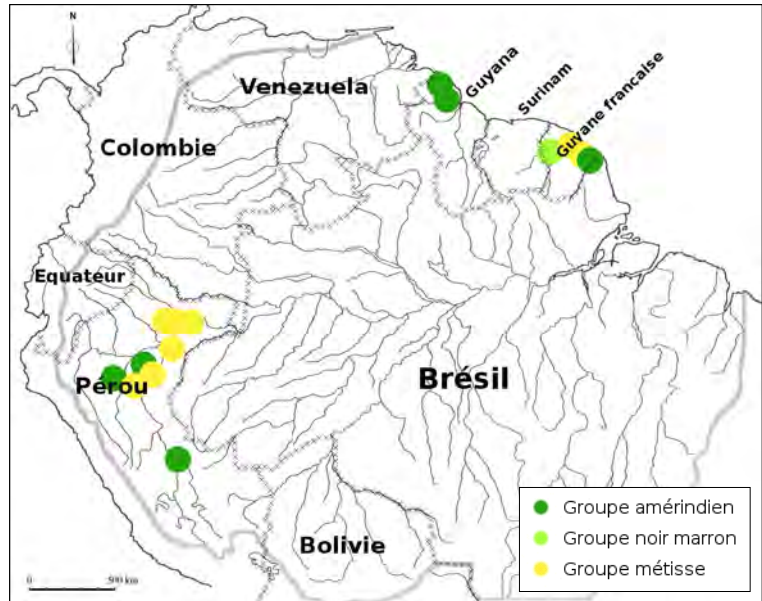 N
Venezuela
Guyana
Surinam
Guyane francaise
Colombie
Equateur
Pérou
Brésil
Bolivie
0 500 km
Groupe amérindien
Groupe noir marron
Groupe métisse